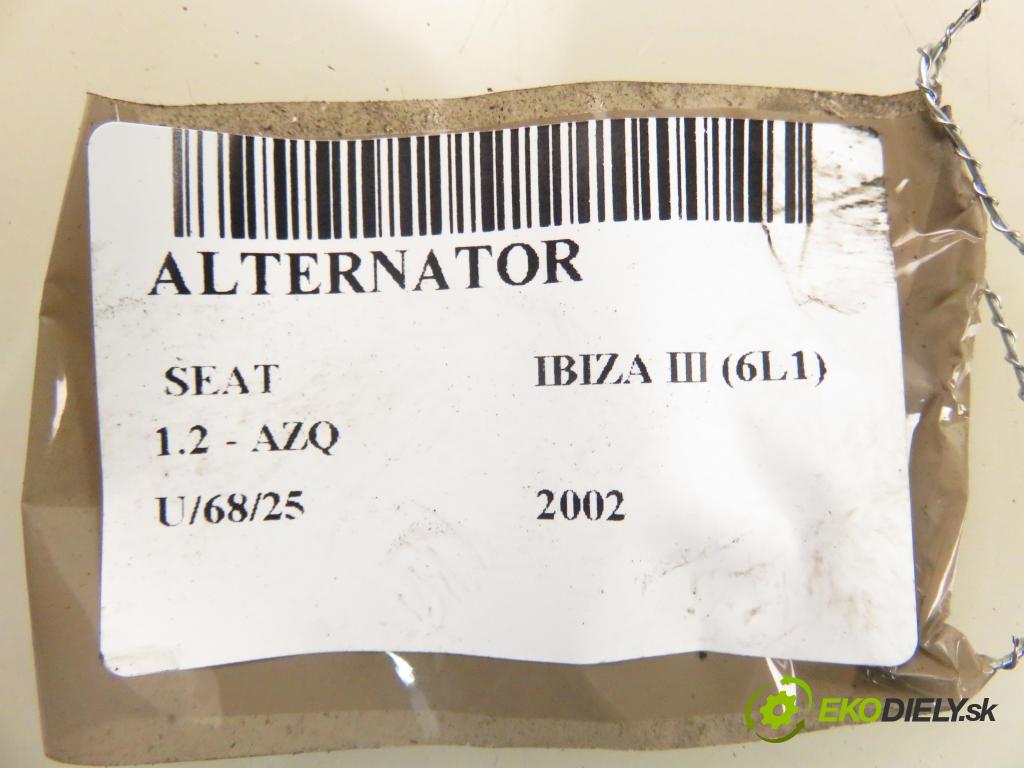 ALTERNATOR
SEAT IBIZA III (6L1)
1.2 - AZQ
U/68/25 2002
EKODIELY.sk